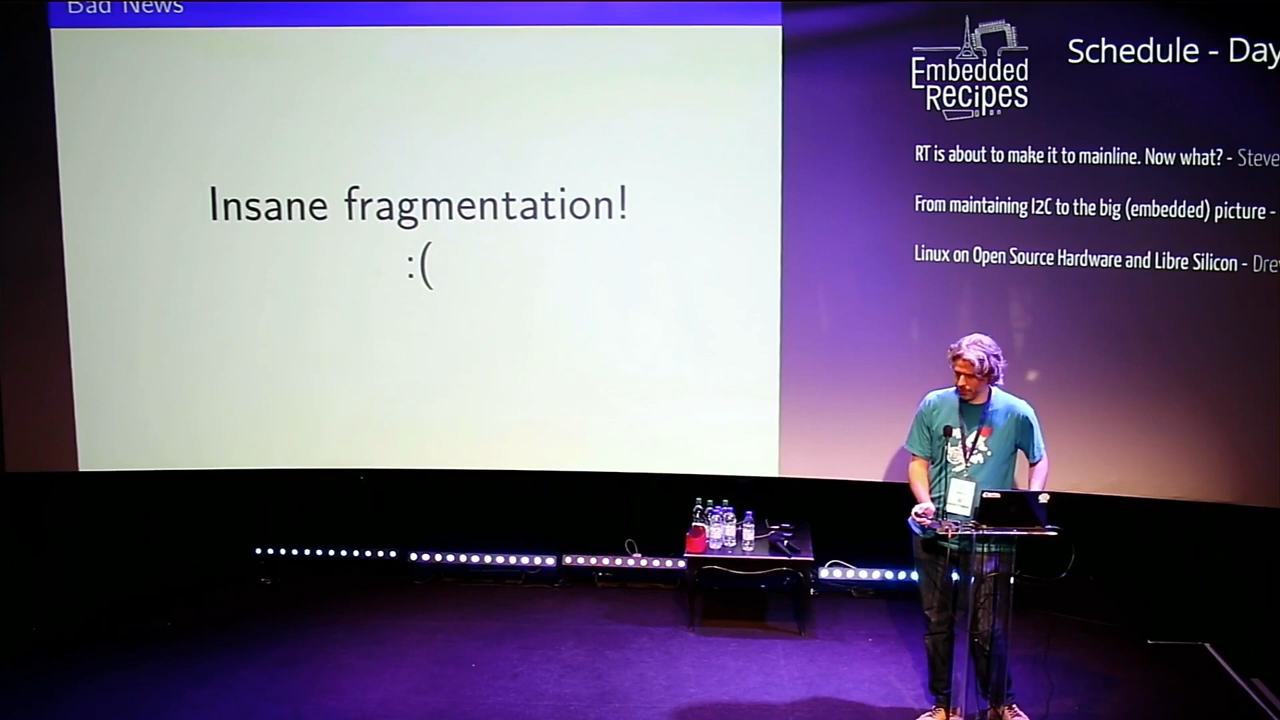 Bad News
Insane fragmentation!
:(
Embedded
Recipes
Schedule - Day
RT is about to make it to mainline. Now what? - Steve
From maintaining I2C to the big (embedded) picture -
Linux on Open Source Hardware and Libre Silicon - Dre